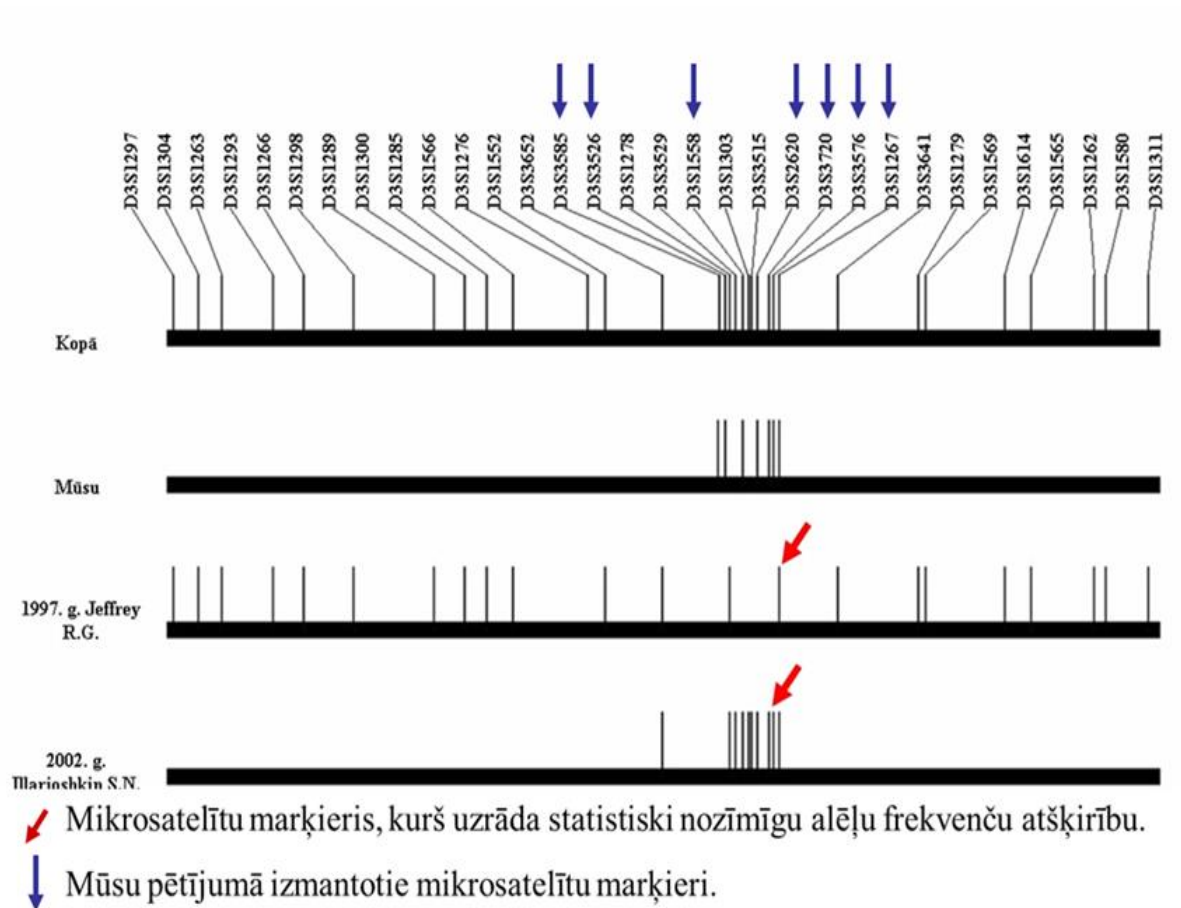 D3S1297
D3S1304
D3S1263
D3S1293
D3S1266
D3S1298
D3S1289
D3S1300
D3S1285
D3S1566
D3S1276
D3S1552
D3S3652
D3S3585
D3S3526
D3S1278
D3S3529
D3S1558
D3S1303
D3S3515
D3S2620
D3S3720
D3S3576
D3S1267
D3S3641
D3S1279
D3S1569
D3S1614
D3S1565
D3S1262
D3S1580
D3S1311
Kopā
Mūsu
1997. g. Jeffrey
R.G.
2002. g.
Illarioshkin S.N.
Mikrosatelītu marķieris, kurš uzrāda statistiski nozīmīgu alēļu frekvenču atšķirību.
Mūsu pētījumā izmantotie mikrosatelītu marķieri.